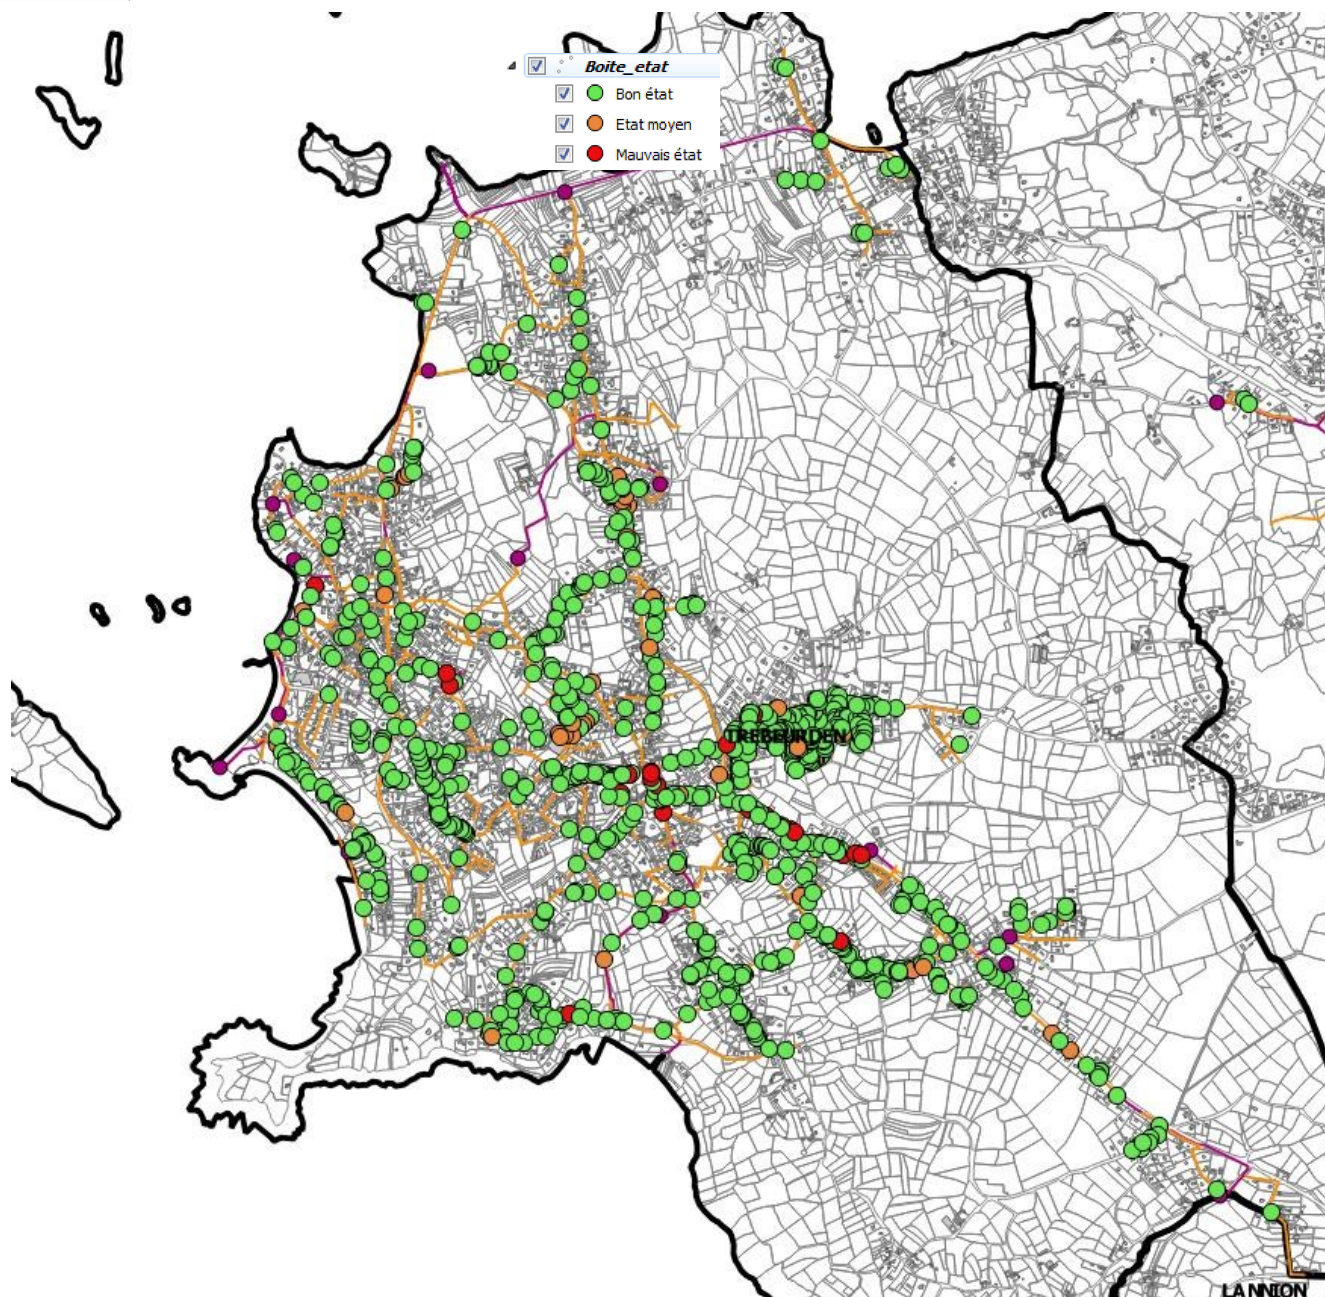 Boite_etat
Bon état
Etat moyen
Mauvais état
TREBEURDEN
LANNION